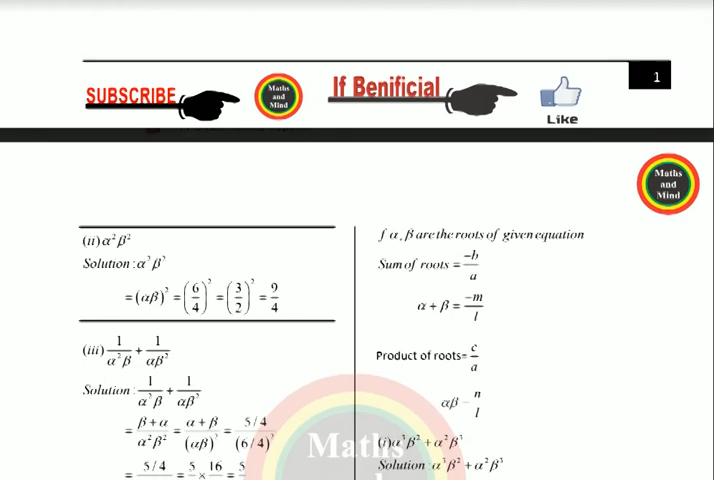 1
SUBSCRIBE
Maths
and
Mind
If Benificial
Like
Maths
and
Mind
(ii) α²β²
Solution : α²β²
= (αβ)² = (6/4)² = (3/2)² = 9/4
(iii) 1/α²β + 1/αβ²
Solution : 1/α²β + 1/αβ²
= β+α/α²β² = α+β/(αβ)² = 5/4/(6/4)²
= 5/4 = 5 × 16 = 5
f α, β are the roots of given equation
Sum of roots = -b/a
α + β = -m/l
Product of roots= c/a
αβ = n/l
(i) α³β² + α²β³
Solution : α³β² + α²β³
Maths